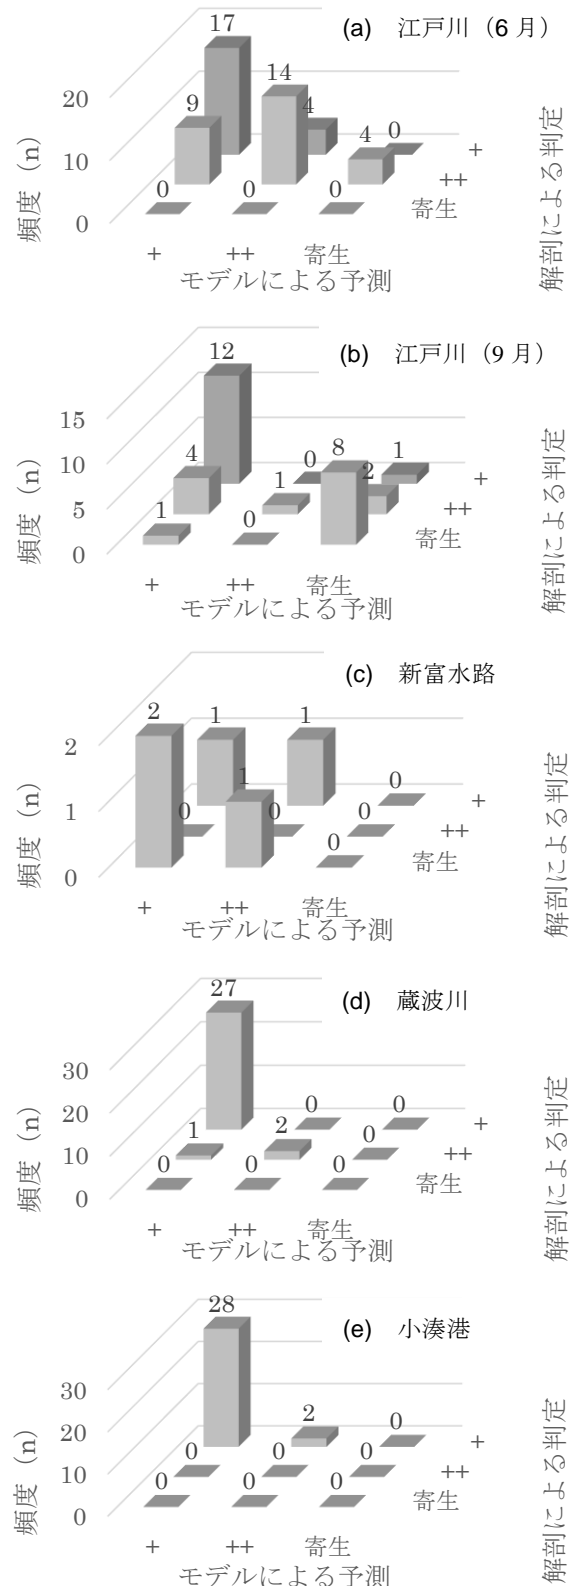 (a) 江戸川（6 月）
17
14
20
9
4
4
0
10
0
0
0
0
+
++
寄生
+
++
寄生
モデルによる予測
頻度（n）
解剖による判定
(b) 江戸川（9 月）
12
15
8
10
4
0
2
1
5
1
1
0
0
+
++
寄生
+
++
寄生
モデルによる予測
頻度（n）
解剖による判定
(c) 新富水路
2
1
1
2
1
0
1
0
0
0
0
0
+
++
寄生
+
++
寄生
モデルによる予測
頻度（n）
解剖による判定
(d) 蔵波川
27
30
20
0
0
1
2
10
0
0
0
0
0
+
++
寄生
+
++
寄生
モデルによる予測
頻度（n）
解剖による判定
(e) 小湊港
28
30
2
0
20
0
0
0
10
0
0
0
0
+
++
寄生
+
++
寄生
モデルによる予測
頻度（n）
解剖による判定